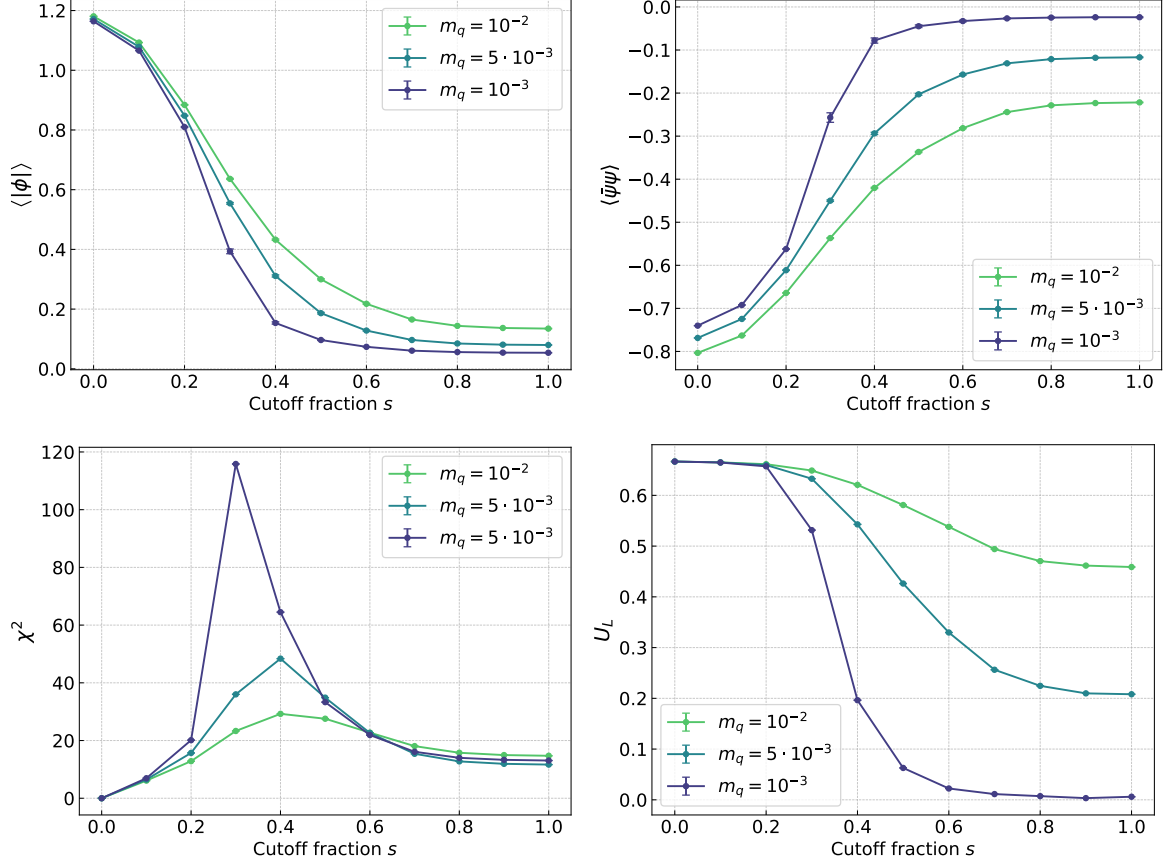 ⟨|ϕ|⟩
1.2
1.0
0.8
0.6
0.4
0.2
0.0
m_q = 10^{-2}
m_q = 5 · 10^{-3}
m_q = 10^{-3}
0.0 0.2 0.4 0.6 0.8 1.0
Cutoff fraction s
⟨ψ̄ψ⟩
0.0
−0.1
−0.2
−0.3
−0.4
−0.5
−0.6
−0.7
−0.8
m_q = 10^{-2}
m_q = 5 · 10^{-3}
m_q = 10^{-3}
0.0 0.2 0.4 0.6 0.8 1.0
Cutoff fraction s
χ^2
120
100
80
60
40
20
0
m_q = 10^{-2}
m_q = 5 · 10^{-3}
m_q = 5 · 10^{-3}
0.0 0.2 0.4 0.6 0.8 1.0
Cutoff fraction s
U_L
0.6
0.5
0.4
0.3
0.2
0.1
0.0
m_q = 10^{-2}
m_q = 5 · 10^{-3}
m_q = 10^{-3}
0.0 0.2 0.4 0.6 0.8 1.0
Cutoff fraction s